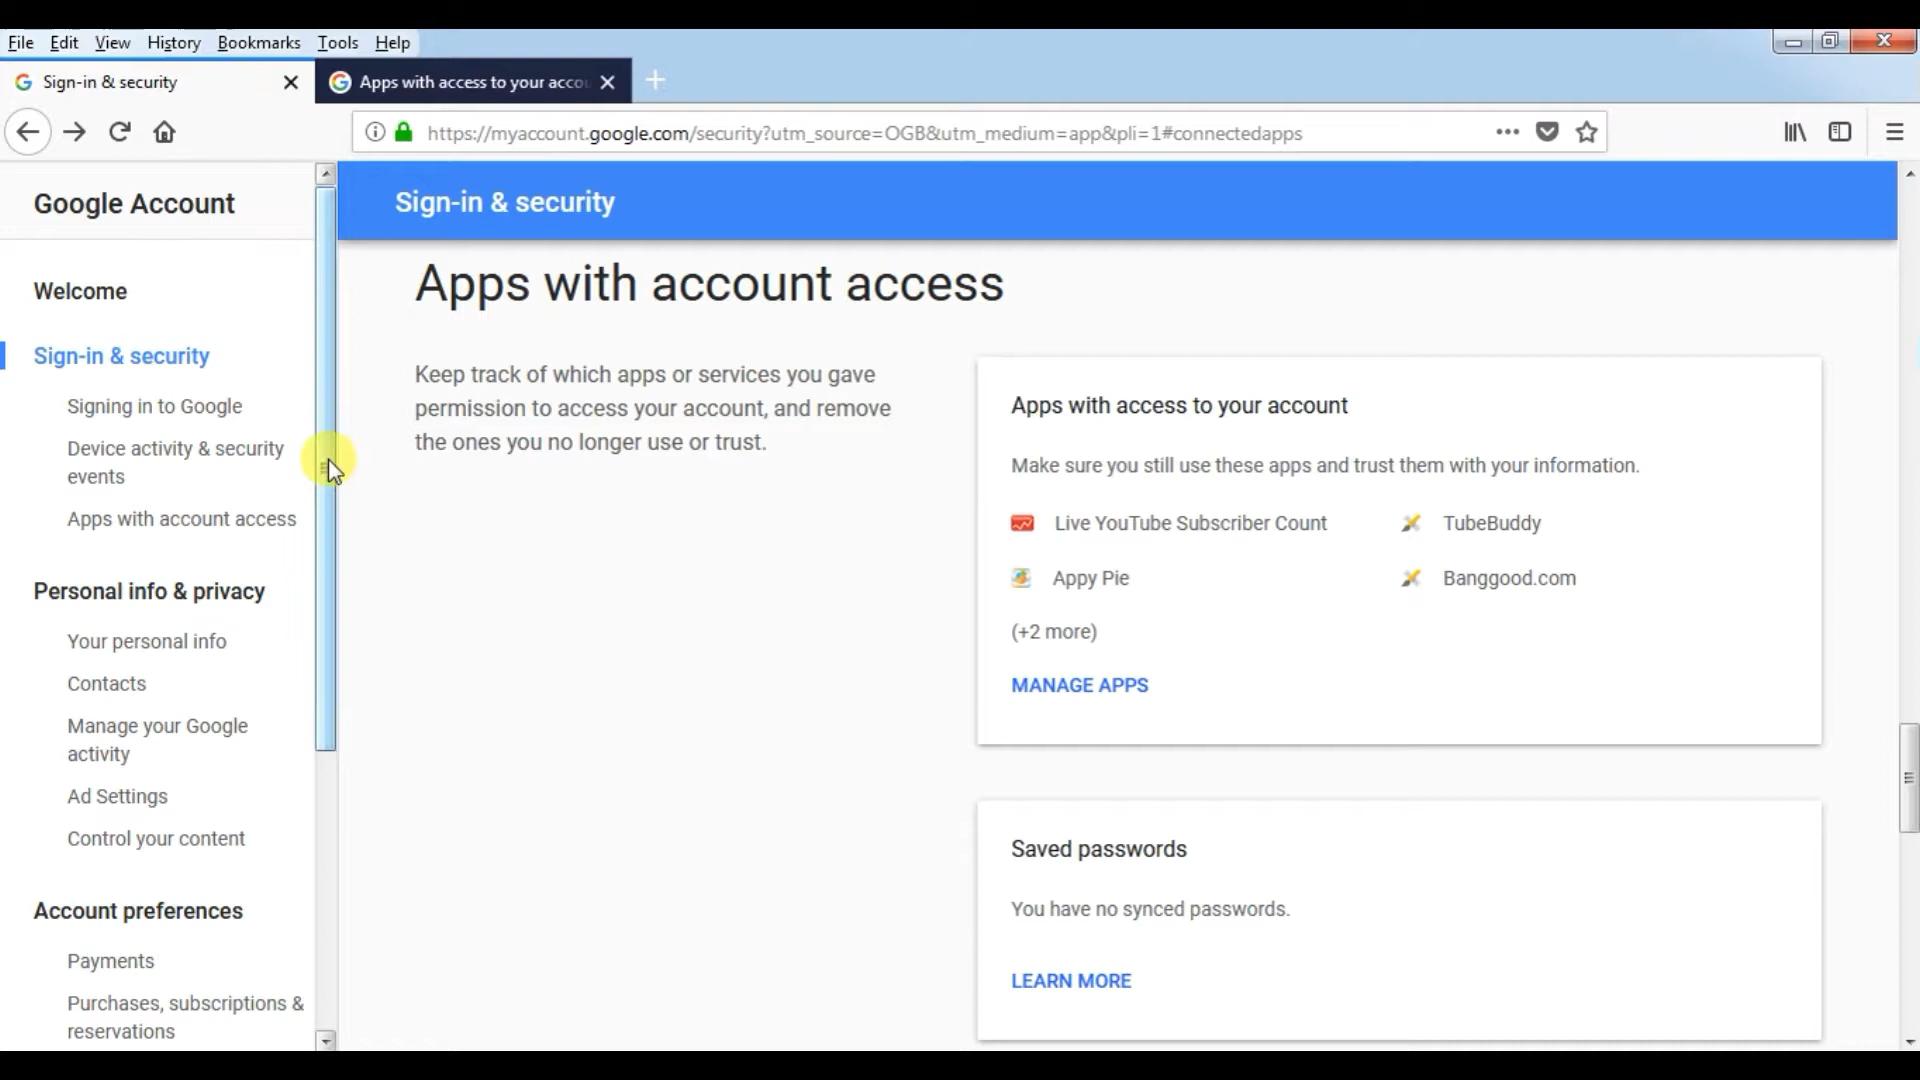 File Edit View History Bookmarks Tools Help
Sign-in & security
Apps with access to your acco
https://myaccount.google.com/security?utm_source=OGB&utm_medium=app&pli=1#connectedapps
Google Account
Welcome
Sign-in & security
Signing in to Google
Device activity & security
events
Apps with account access
Personal info & privacy
Your personal info
Contacts
Manage your Google
activity
Ad Settings
Control your content
Account preferences
Payments
Purchases, subscriptions &
reservations
Sign-in & security
Apps with account access
Keep track of which apps or services you gave
permission to access your account, and remove
the ones you no longer use or trust.
Apps with access to your account
Make sure you still use these apps and trust them with your information.
Live YouTube Subscriber Count
TubeBuddy
Appy Pie
Banggood.com
(+2 more)
MANAGE APPS
Saved passwords
You have no synced passwords.
LEARN MORE